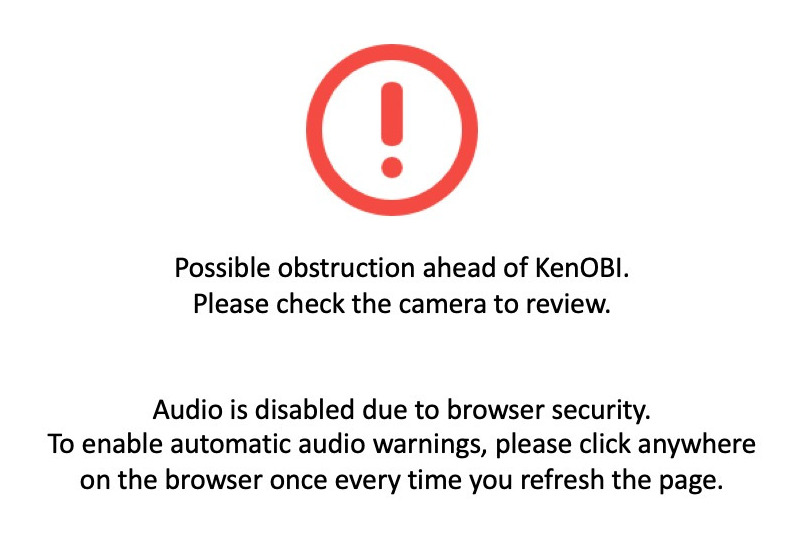 Possible obstruction ahead of KenOBI.
Please check the camera to review.
Audio is disabled due to browser security.
To enable automatic audio warnings, please click anywhere
on the browser once every time you refresh the page.